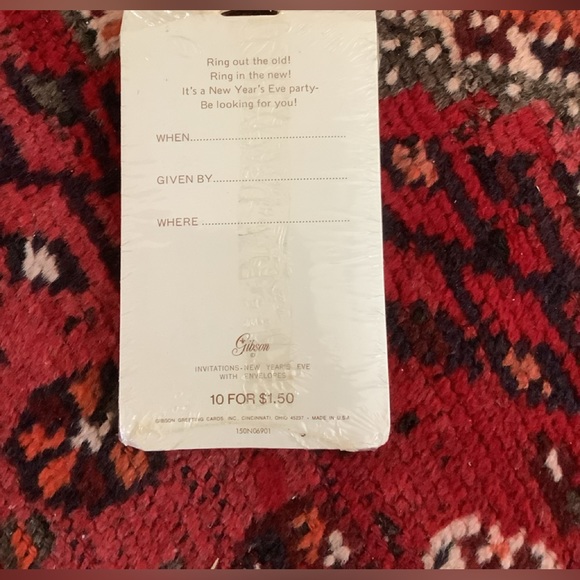 Ring out the old!
Ring in the new!
It's a New Year's Eve party-
Be looking for you!
WHEN
GIVEN BY
WHERE
Gibson
©
INVITATIONS-NEW YEAR'S EVE
WITH ENVELOPES
10 FOR $1.50
GIBSON GREETING CARDS, INC. CINCINNATI, OHIO 45237 - MADE IN U.S.A.
150NG6901